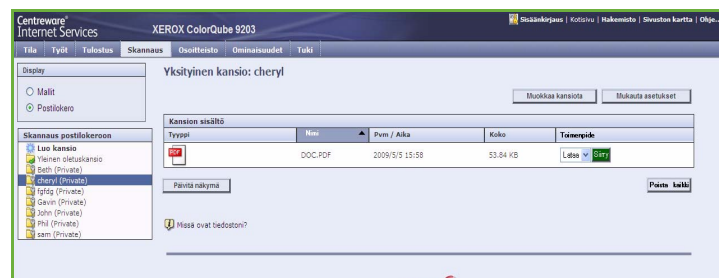 Centreware®
Internet Services
XEROX ColorQube 9203
Sisäänkirjaus | Kotisivu | Hakemisto | Sivuston kartta | Ohje...
Tila Työt Tulostus Skannaus Osoitteisto Ominaisuudet Tuki
Display
Mallit
Postilokero
Skannaus postilokeroon
Luo kansio
Yleinen oletuskansio
Beth (Private)
cheryl (Private)
fgfdg (Private)
Gavin (Private)
John (Private)
Phil (Private)
sam (Private)
Yksityinen kansio: cheryl
Muokkaa kansiota Mukauta asetukset
Kansion sisältö
Tyyppi Nimi Pvm / Aika Koko Toimenpide
PDF DOC.PDF 2009/5/5 15:58 53.84 KB Lataa Siirry
Päivitä näkymä Poista kaikki
Missä ovat tiedostoni?